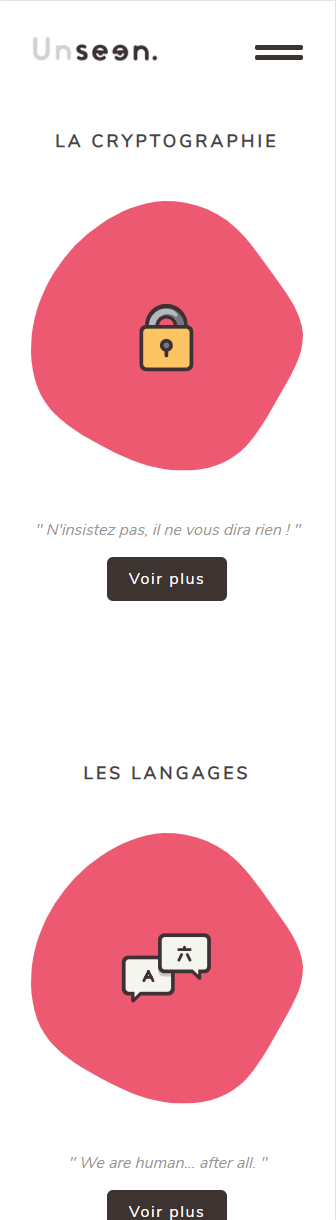 Unseen.
LA CRYPTOGRAPHIE
" N'insistez pas, il ne vous dira rien ! "
Voir plus
LES LANGAGES
六
A
" We are human... after all. "
Voir plus